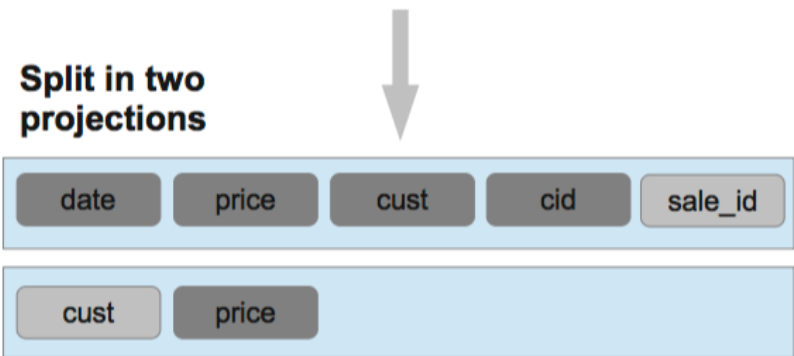 Split in two
projections
date price cust cid sale_id
cust price